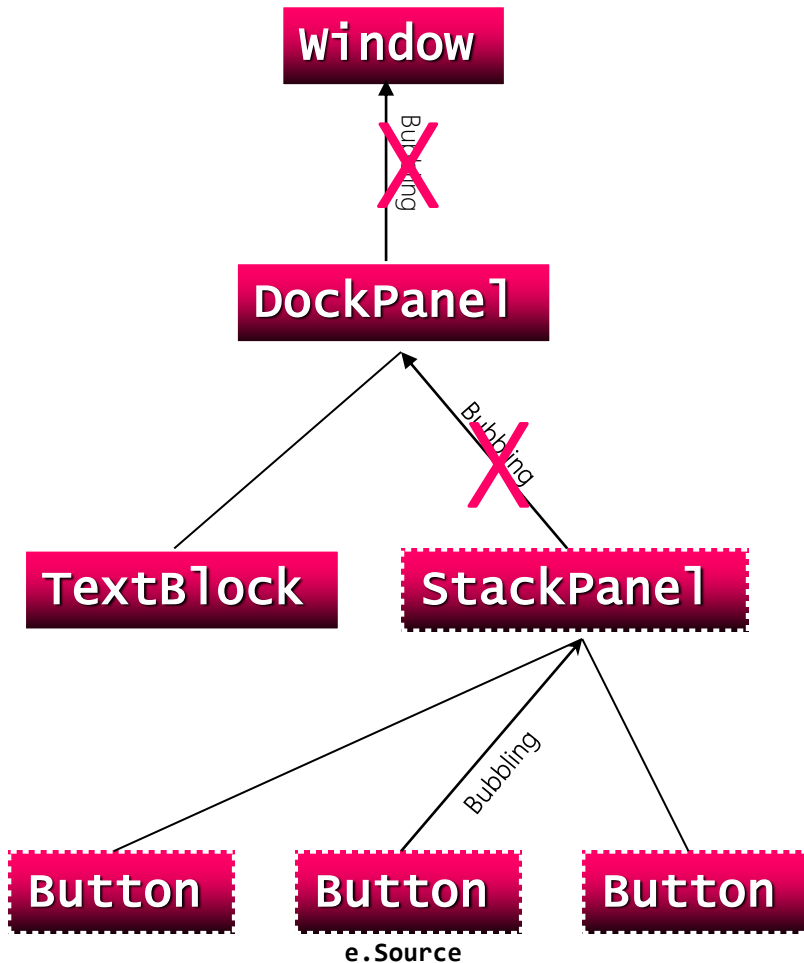 Window
Bubbling
DockPanel
Bubbling
TextBlock
StackPanel
Bubbling
Button
Button
Button
e.Source